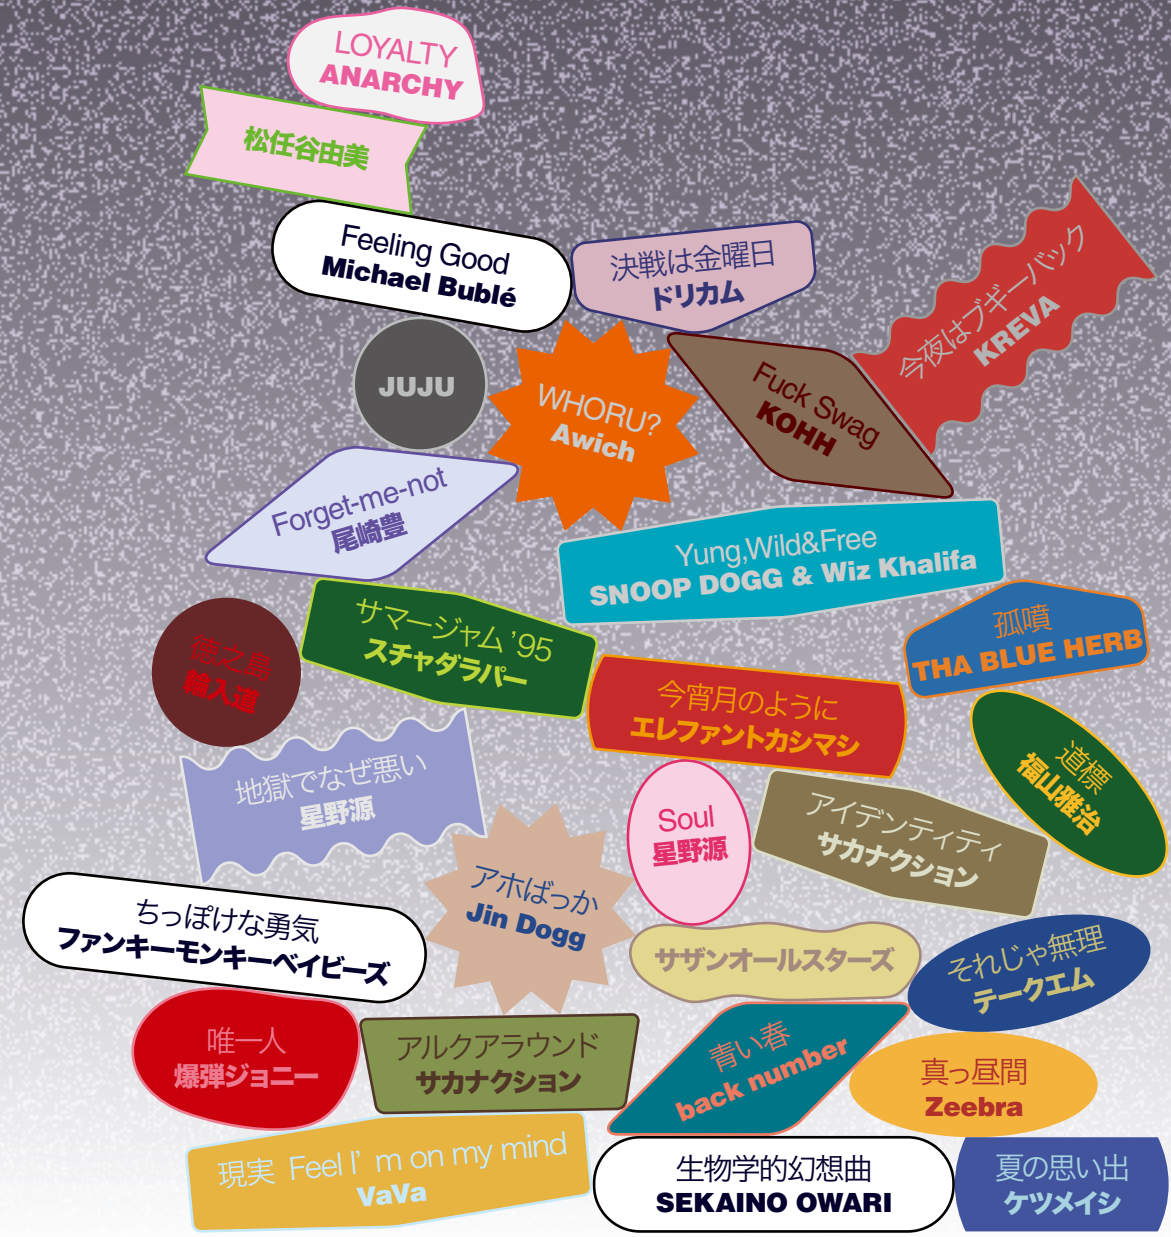 LOYALTY
ANARCHY
松任谷由美
Feeling Good
Michael Bublé
決戦は金曜日
ドリカム
今夜はブギーバック
KREVA
JUJU
WHORU?
Awich
Fuck Swag
KOHH
Forget-me-not
尾崎豊
Yung,Wild&Free
SNOOP DOGG & Wiz Khalifa
サマージャム ’95
スチャダラパー
孤噴
THA BLUE HERB
徳之島
輪入道
今宵月のように
エレファントカシマシ
道標
福山雅治
地獄でなぜ悪い
星野源
Soul
星野源
アイデンティティ
サカナクション
アホばっか
Jin Dogg
ちっぽけな勇気
ファンキーモンキーベイビーズ
サザンオールスターズ
それじゃ無理
テークエム
唯一人
爆弾ジョニー
アルクアラウンド
サカナクション
青い春
back number
真っ昼間
Zeebra
現実 Feel I’m on my mind
VaVa
生物学的幻想曲
SEKAINO OWARI
夏の思い出
ケツメイシ